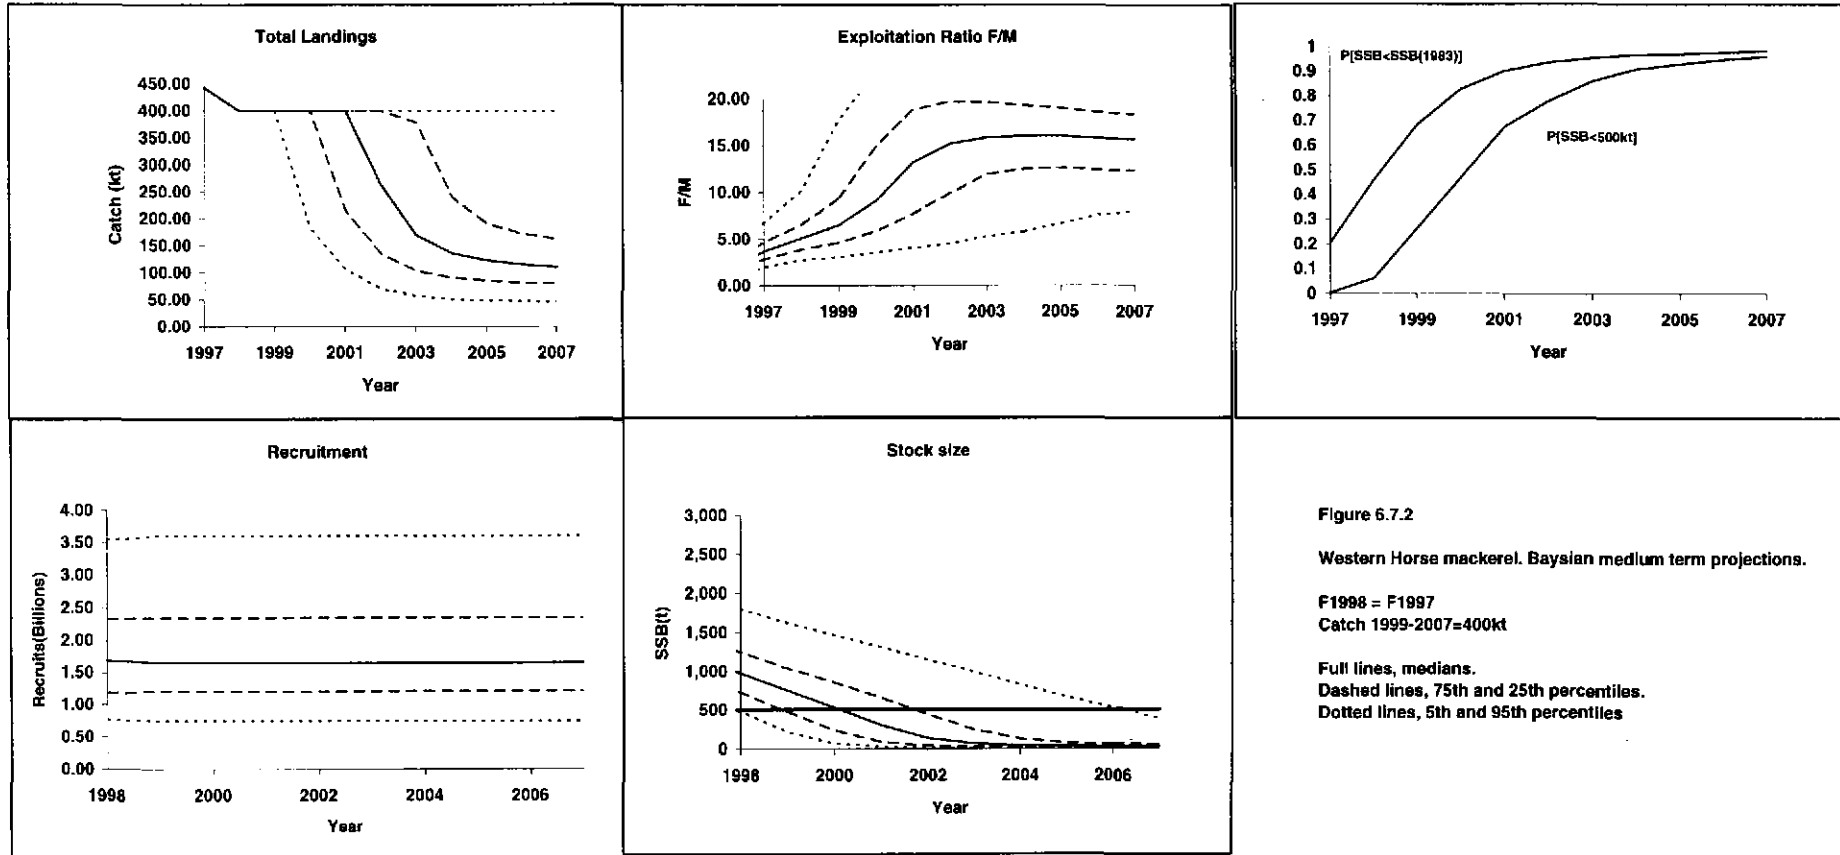 Total Landings
450.00
400.00
350.00
300.00
250.00
200.00
150.00
100.00
50.00
0.00
Catch (kt)
1997 1999 2001 2003 2005 2007
Year
Exploitation Ratio F/M
20.00
15.00
10.00
5.00
0.00
F/M
1997 1999 2001 2003 2005 2007
Year
1
0.9
0.8
0.7
0.6
0.5
0.4
0.3
0.2
0.1
0
P[SSB<SSB(1983)]
P[SSB<500kt]
1997 1999 2001 2003 2005 2007
Year
Recruitment
4.00
3.50
3.00
2.50
2.00
1.50
1.00
0.50
0.00
Recruits(Billions)
1998 2000 2002 2004 2006
Year
Stock size
3,000
2,500
2,000
1,500
1,000
500
0
SSB(t)
1998 2000 2002 2004 2006
Year
Figure 6.7.2
Western Horse mackerel. Baysian medium term projections.
F1998 = F1997
Catch 1999-2007=400kt
Full lines, medians.
Dashed lines, 75th and 25th percentiles.
Dotted lines, 5th and 95th percentiles